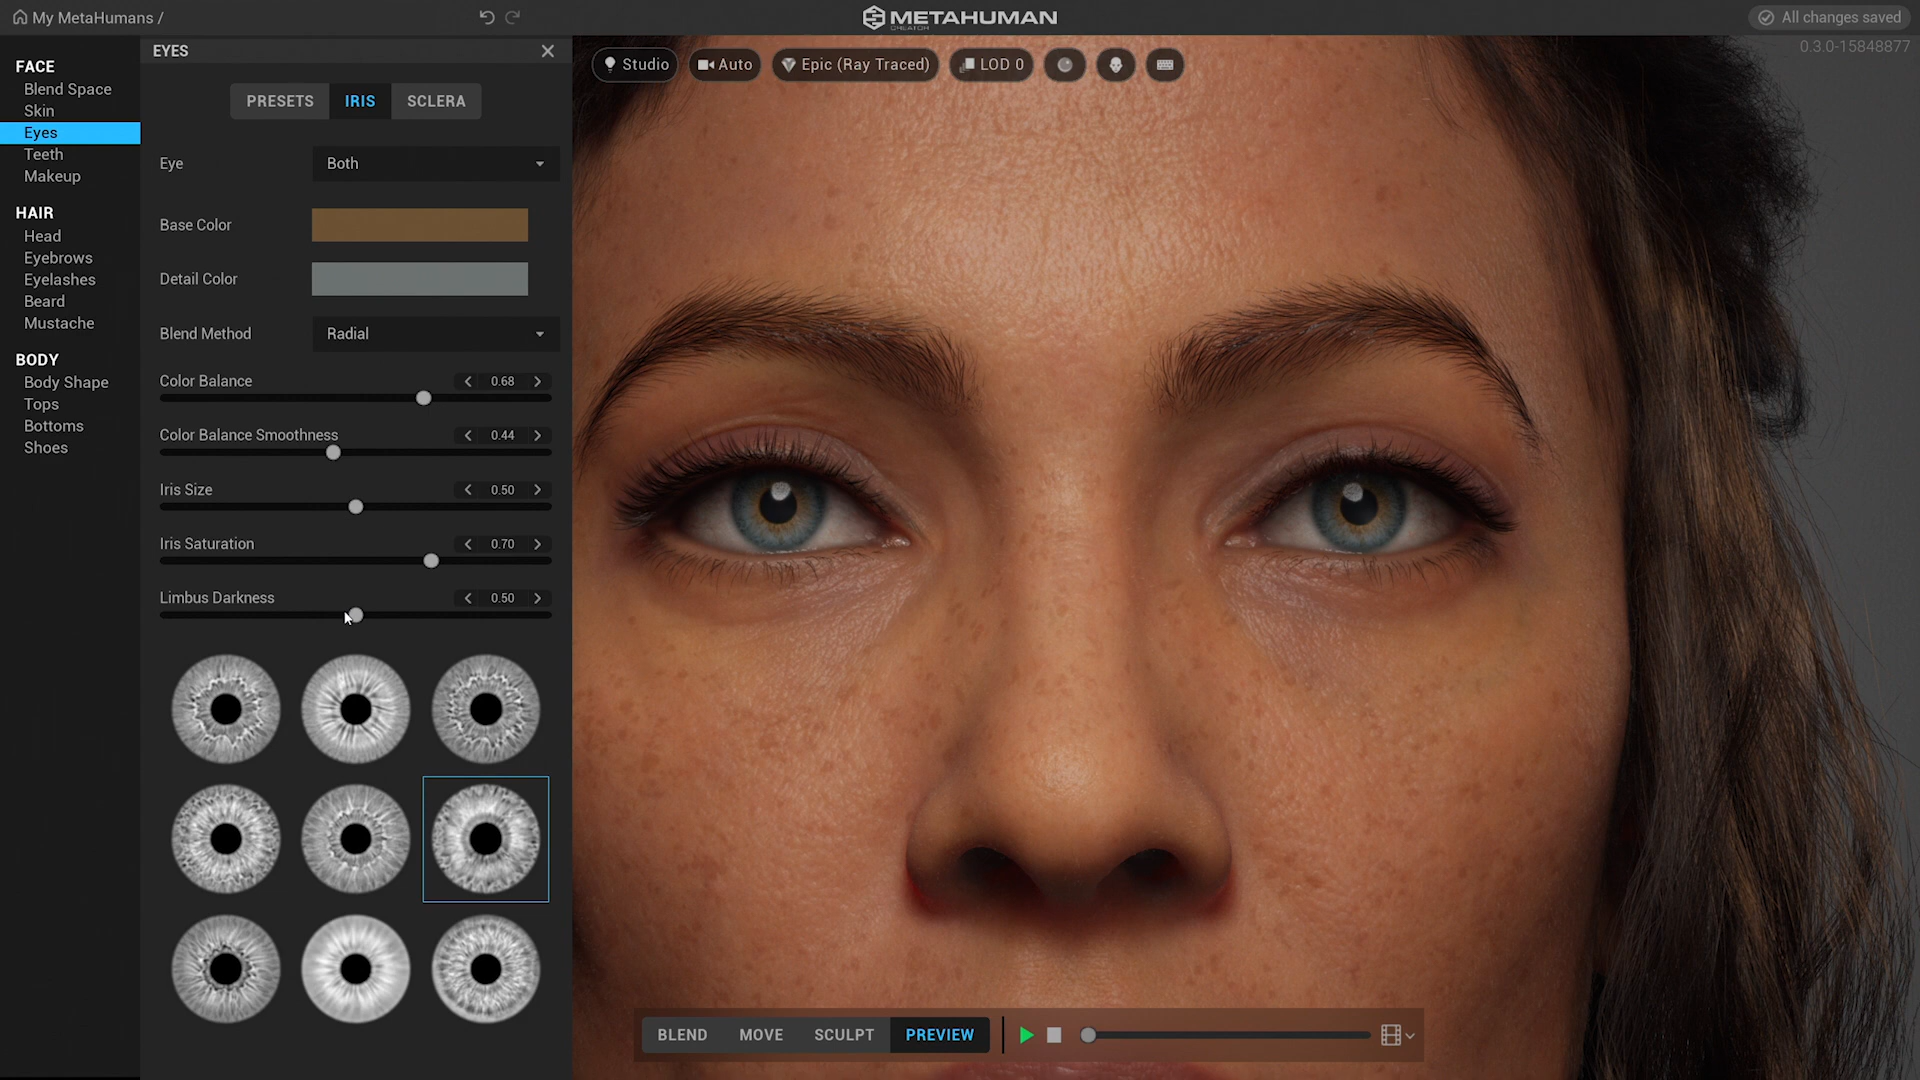 My MetaHumans /
METAHUMAN
CREATOR
All changes saved
0.3.0-15848877
FACE
Blend Space
Skin
Eyes
Teeth
Makeup
HAIR
Head
Eyebrows
Eyelashes
Beard
Mustache
BODY
Body Shape
Tops
Bottoms
Shoes
EYES
PRESETS IRIS SCLERA
Eye Both
Base Color
Detail Color
Blend Method Radial
Color Balance 0.68
Color Balance Smoothness 0.44
Iris Size 0.50
Iris Saturation 0.70
Limbus Darkness 0.50
Studio Auto Epic (Ray Traced) LOD 0
BLEND MOVE SCULPT PREVIEW